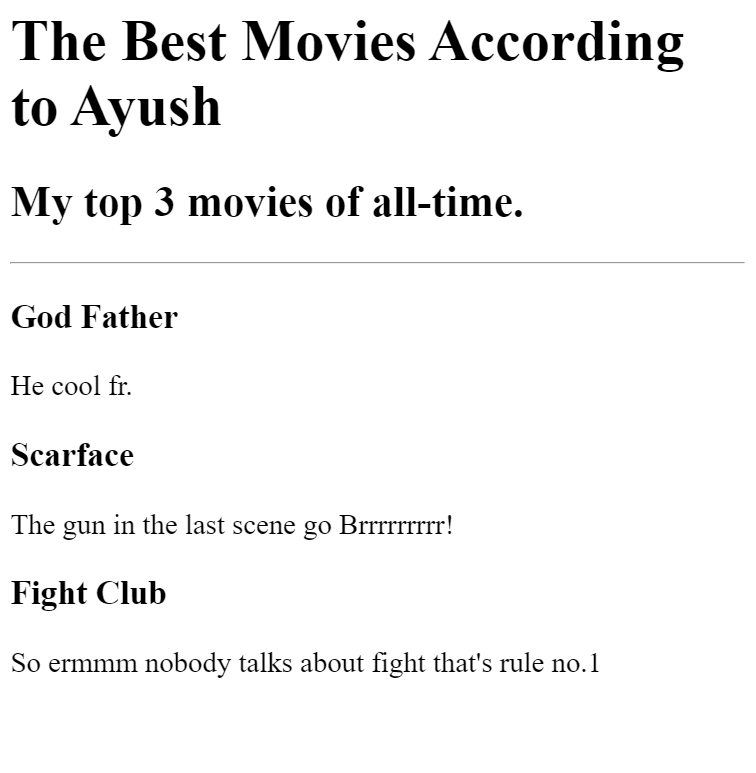 The Best Movies According
to Ayush
My top 3 movies of all-time.
God Father
He cool fr.
Scarface
The gun in the last scene go Brrrrrrrrr!
Fight Club
So ermmm nobody talks about fight that's rule no.1